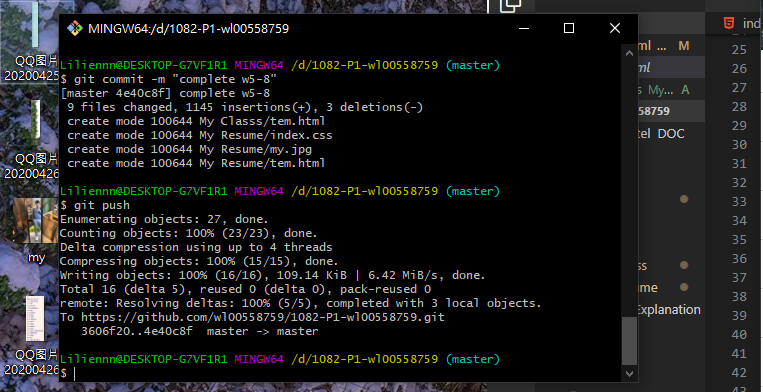 MINGW64:/d/1082-P1-wl00558759
Liliennn@DESKTOP-G7VF1R1 MINGW64 /d/1082-P1-wl00558759 (master)
$ git commit -m "complete w5-8"
[master 4e40c8f] complete w5-8
9 files changed, 1145 insertions(+), 3 deletions(-)
create mode 100644 My Classs/tem.html
create mode 100644 My Resume/index.css
create mode 100644 My Resume/my.jpg
create mode 100644 My Resume/tem.html
Liliennn@DESKTOP-G7VF1R1 MINGW64 /d/1082-P1-wl00558759 (master)
$ git push
Enumerating objects: 27, done.
Counting objects: 100% (23/23), done.
Delta compression using up to 4 threads
Compressing objects: 100% (15/15), done.
Writing objects: 100% (16/16), 109.14 KiB | 6.42 MiB/s, done.
Total 16 (delta 5), reused 0 (delta 0), pack-reused 0
remote: Resolving deltas: 100% (5/5), completed with 3 local objects.
To https://github.com/wl00558759/1082-P1-wl00558759.git
3606f20..4e40c8f master -> master
Liliennn@DESKTOP-G7VF1R1 MINGW64 /d/1082-P1-wl00558759 (master)
$
QQ图片
20200425
QQ图片
20200426
my
QQ图片
20200426
ind
ml
ml
s My... A
58759
tel DOC
ss
ume
Explanation
25
26
27
28
29
30
31
32
33
34
35
36
37
38
39
40
41
42
43